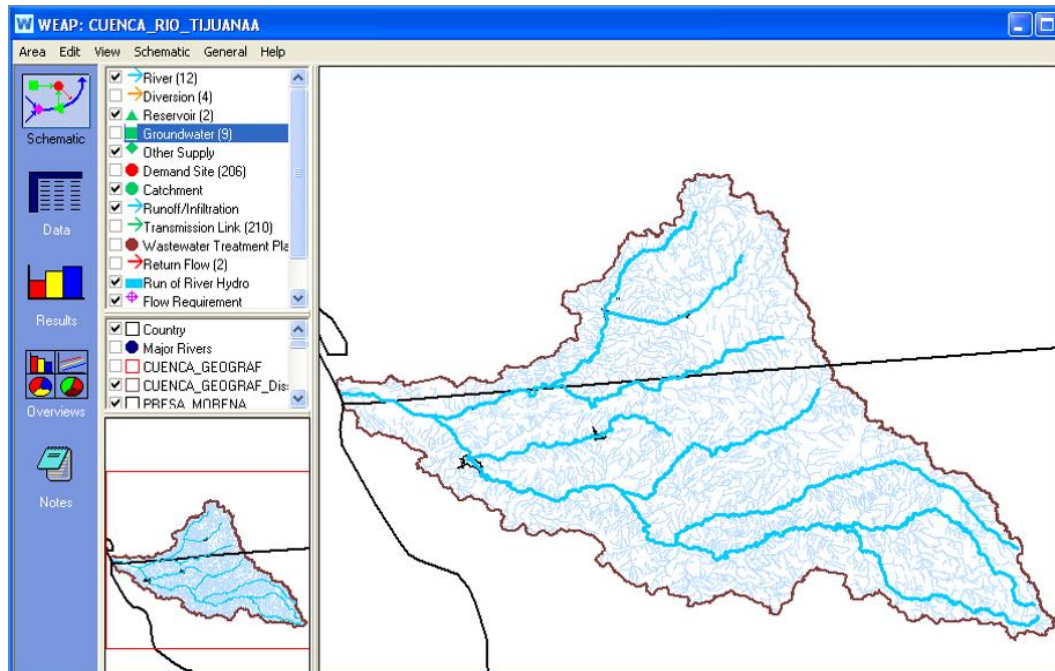 WEAP: CUENCA_RIO_TIJUANAA
Area Edit View Schematic General Help
Schematic
Data
Results
Overviews
Notes
River (12)
Diversion (4)
Reservoir (2)
Groundwater (9)
Other Supply
Demand Site (206)
Catchment
Runoff/Infiltration
Transmission Link (210)
Wastewater Treatment Pla
Return Flow (2)
Run of River Hydro
Flow Requirement
Country
Major Rivers
CUENCA_GEOGRAF
CUENCA_GEOGRAF_Dis
PRESA_MORENA